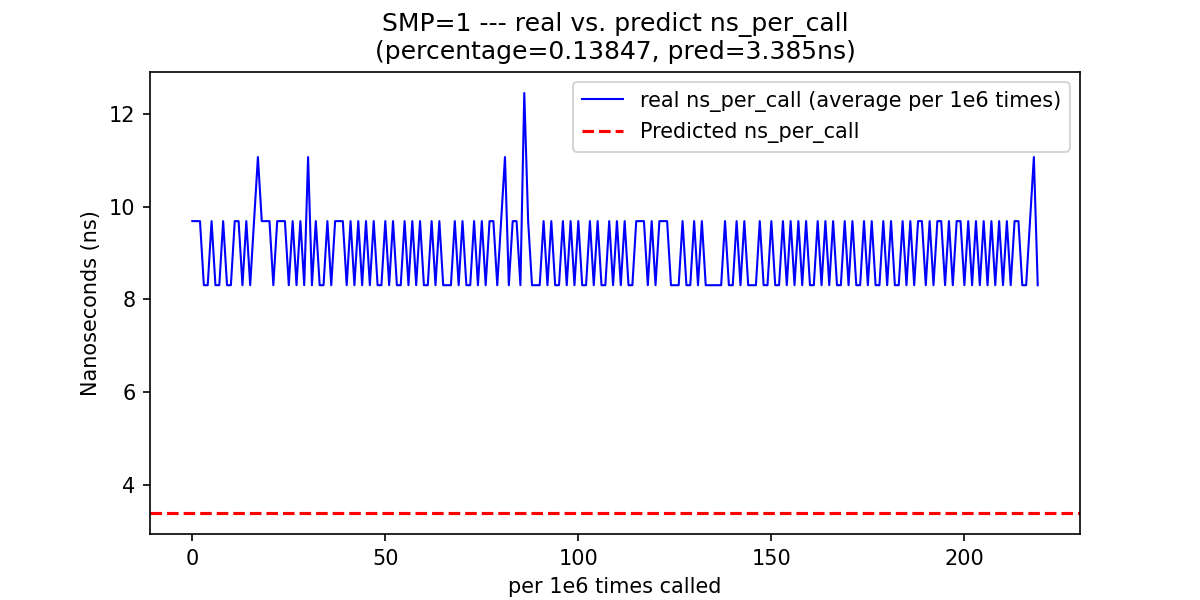 SMP=1 --- real vs. predict ns_per_call
(percentage=0.13847, pred=3.385ns)
real ns_per_call (average per 1e6 times)
Predicted ns_per_call
Nanoseconds (ns)
12
10
8
6
4
0 50 100 150 200
per 1e6 times called